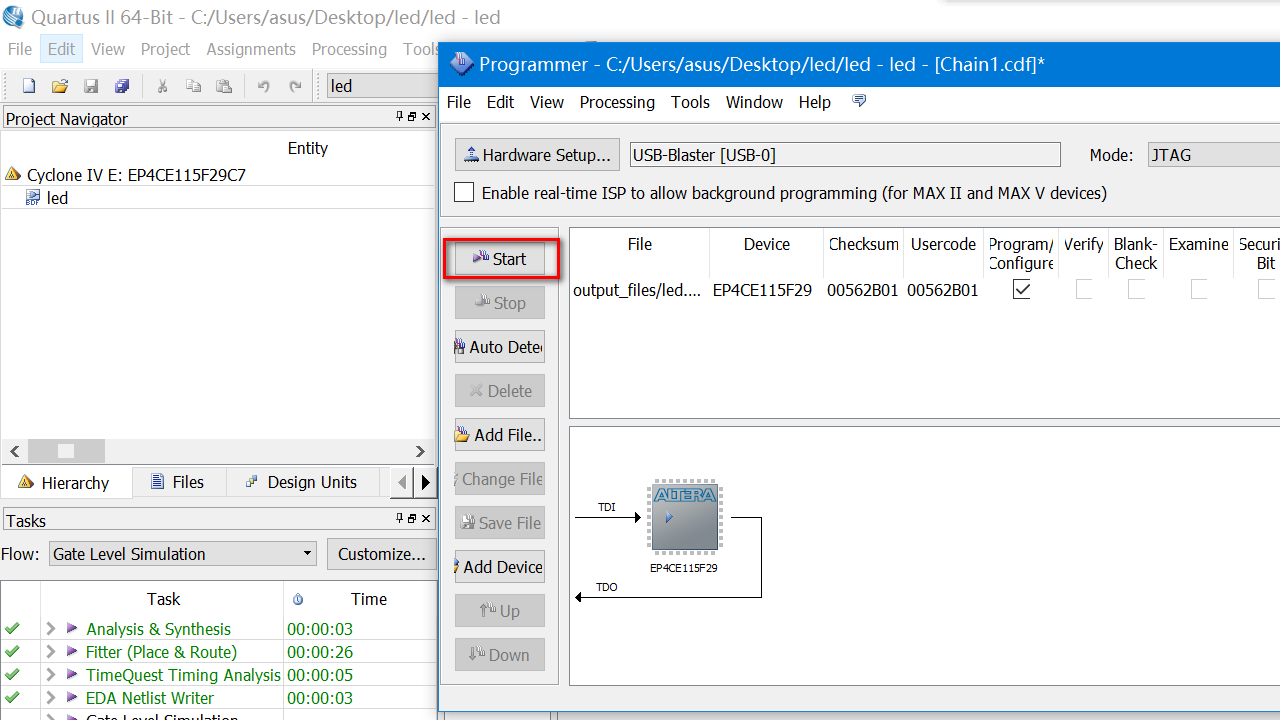 Quartus II 64-Bit - C:/Users/asus/Desktop/led/led - led
File Edit View Project Assignments Processing Tools
led
Project Navigator
Entity
Cyclone IV E: EP4CE115F29C7
led
Hierarchy Files Design Units
Tasks
Flow: Gate Level Simulation Customize...
Task Time
Analysis & Synthesis 00:00:03
Fitter (Place & Route) 00:00:26
TimeQuest Timing Analysis 00:00:05
EDA Netlist Writer 00:00:03
Gate Level Simulation
Programmer - C:/Users/asus/Desktop/led/led - led - [Chain1.cdf]*
File Edit View Processing Tools Window Help
Hardware Setup... USB-Blaster [USB-0] Mode: JTAG
Enable real-time ISP to allow background programming (for MAX II and MAX V devices)
Start
Stop
Auto Detec
Delete
Add File..
Change File
Save File
Add Device
Up
Down
File Device Checksum Usercode Program/ Verify Blank- Examine Securi
Configure Check Bit
output_files/led.... EP4CE115F29 00562B01 00562B01
TDI
ALTERA
EP4CE115F29
TDO